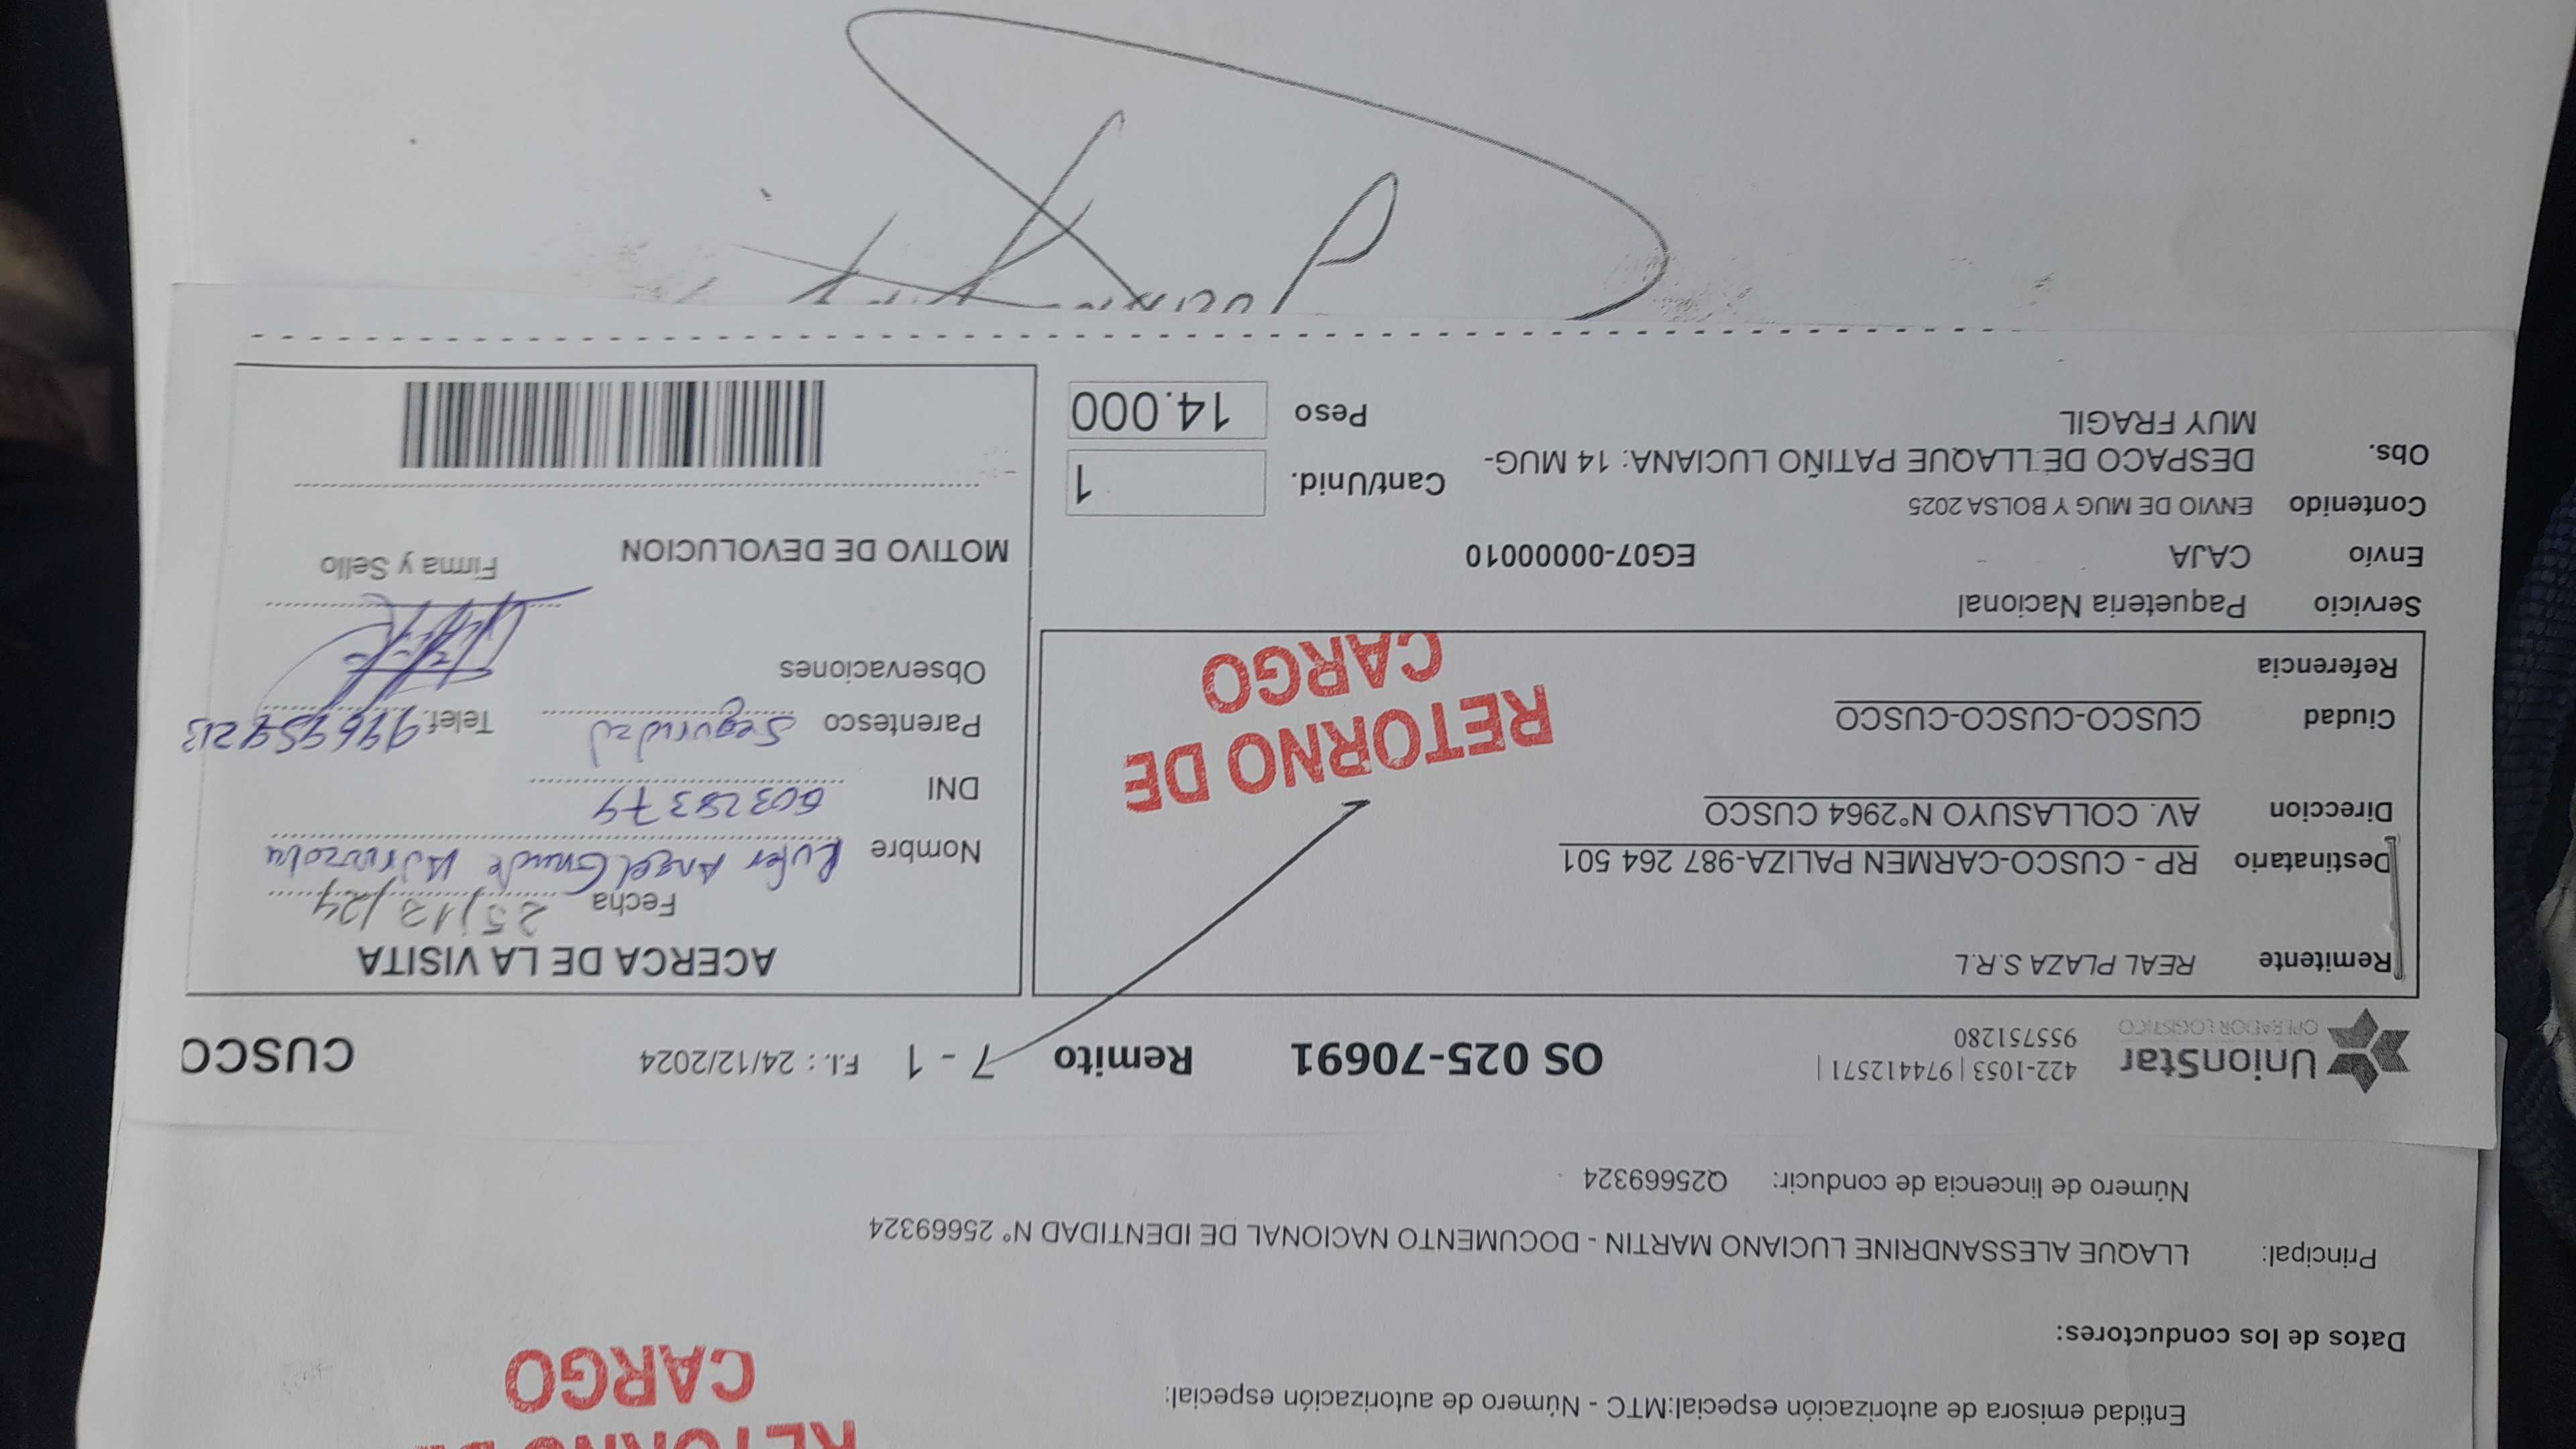 Entidad emisora de autorización especial:MTC - Número de autorización especial:
RETORNO DE
CARGO
Datos de los conductores:
Principal: LLAQUE ALESSANDRINE LUCIANO MARTIN - DOCUMENTO NACIONAL DE IDENTIDAD N° 25669324
Número de lincencia de conducir: Q25669324
UnionStar
OPERADOR LOGISTICO
422-1053 | 974412571 |
955751280
OS 025-70691 Remito 7 - 1 F.I. : 24/12/2024 CUSCO
Remitente REAL PLAZA S.R.L
Destinatario RP - CUSCO-CARMEN PALIZA-987 264 501
Direccion AV. COLLASUYO N°2964 CUSCO
Ciudad CUSCO-CUSCO-CUSCO
Referencia
RETORNO DE
CARGO
Servicio Paqueteria Nacional
Envío CAJA EG07-00000010
Contenido ENVIO DE MUG Y BOLSA 2025
Obs. DESPACO DE LLAQUE PATIÑO LUCIANA: 14 MUG-
MUY FRAGIL
Cant/Unid. 1
Peso 14.000
ACERCA DE LA VISITA
Fecha 25/12/24
Nombre Angel
DNI 60328379
Parentesco Seguridad Telef.
Observaciones
Firma y Sello
MOTIVO DE DEVOLUCION